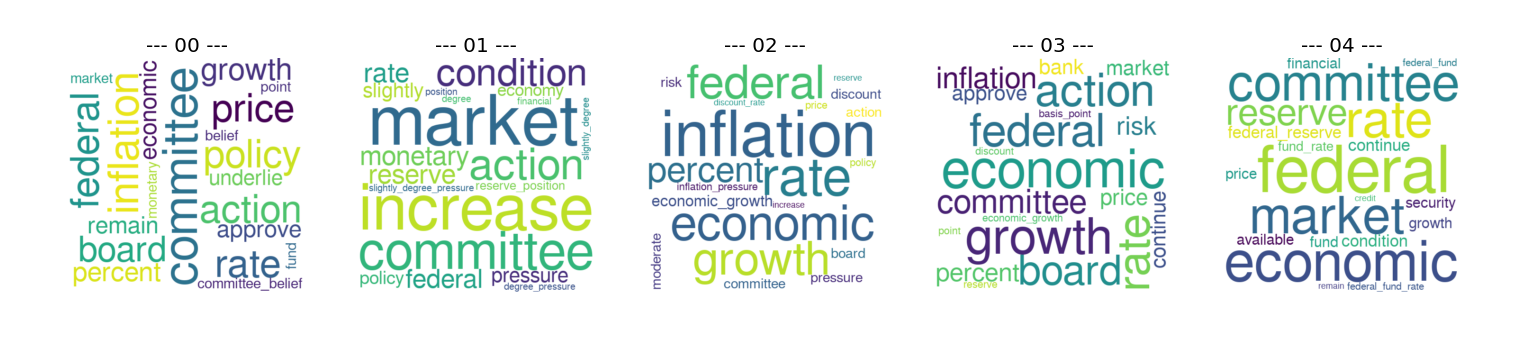 --- 00 ---
market
growth
economic
point
federal
inflation
committee
price
belief
policy
underlie
monetary
remain
action
approve
board
fund
percent
rate
committee_belief
--- 01 ---
rate
condition
slightly
position
economy
degree
financial
market
slightly_degree
monetary
action
reserve
slightly_degree_pressure
reserve_position
increase
committee
policy
federal
pressure
degree_pressure
--- 02 ---
risk
federal
reserve
discount_rate
discount
price
action
inflation
percent
rate
policy
inflation_pressure
economic_growth
increase
economic
growth
board
moderate
pressure
committee
--- 03 ---
inflation
bank
market
approve
action
basis_point
federal
risk
discount
economic
committee
price
economic_growth
point
growth
continue
percent
board
rate
reserve
--- 04 ---
financial
federal_fund
committee
reserve
rate
federal_reserve
fund_rate
continue
price
federal
credit
security
market
growth
available
fund
condition
economic
remain
federal_fund_rate